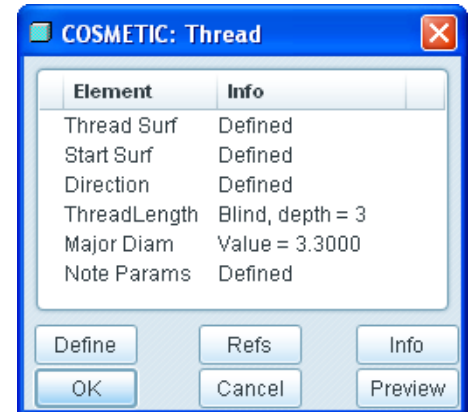 COSMETIC: Thread
Element Info
Thread Surf Defined
Start Surf Defined
Direction Defined
ThreadLength Blind, depth = 3
Major Diam Value = 3.3000
Note Params Defined
Define Refs Info
OK Cancel Preview